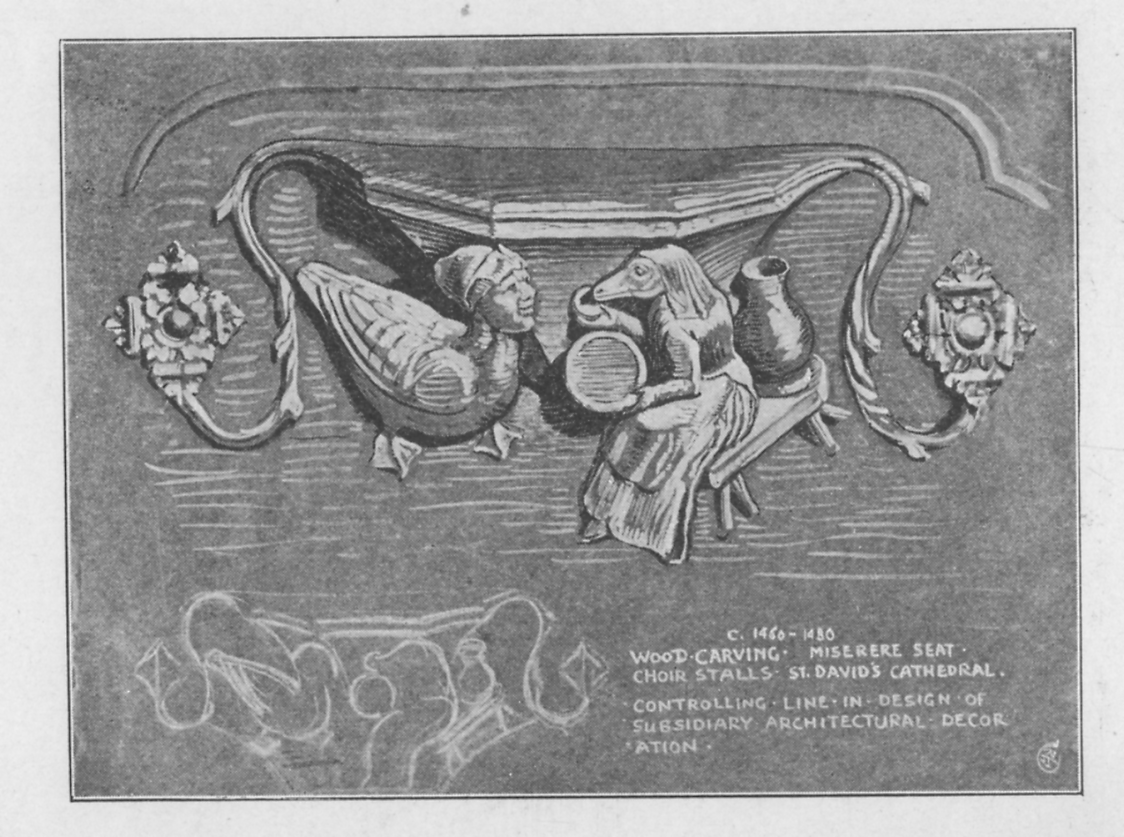 C. 1460-1480
WOOD·CARVING· MISERERE SEAT·
CHOIR STALLS· ST. DAVID'S CATHEDRAL.
·CONTROLLING·LINE·IN·DESIGN·OF
·SUBSIDIARY ARCHITECTURAL·DECOR
·ATION·